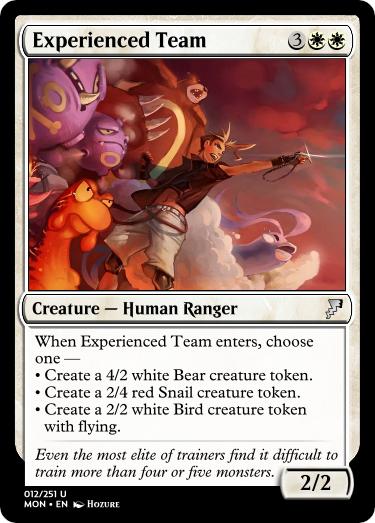 Experienced Team 3
Creature — Human Ranger
When Experienced Team enters, choose
one —
• Create a 4/2 white Bear creature token.
• Create a 2/4 red Snail creature token.
• Create a 2/2 white Bird creature token
with flying.
Even the most elite of trainers find it difficult to
train more than four or five monsters.
2/2
012/251 U
MON • EN Hozure